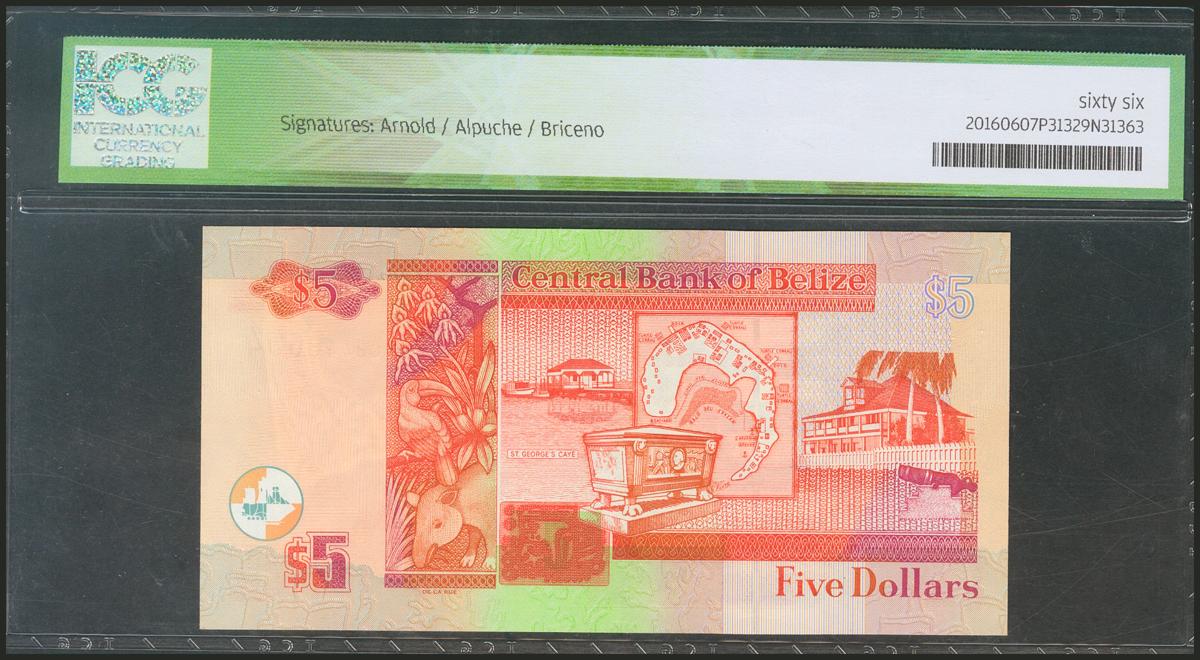 ICG
INTERNATIONAL
CURRENCY
GRADING
Signatures: Arnold / Alpuche / Briceno
sixty six
20160607P31329N31363
$5
Central Bank of Belize
$5
ST GEORGE'S CAYE
$5
DE LA RUE
Five Dollars